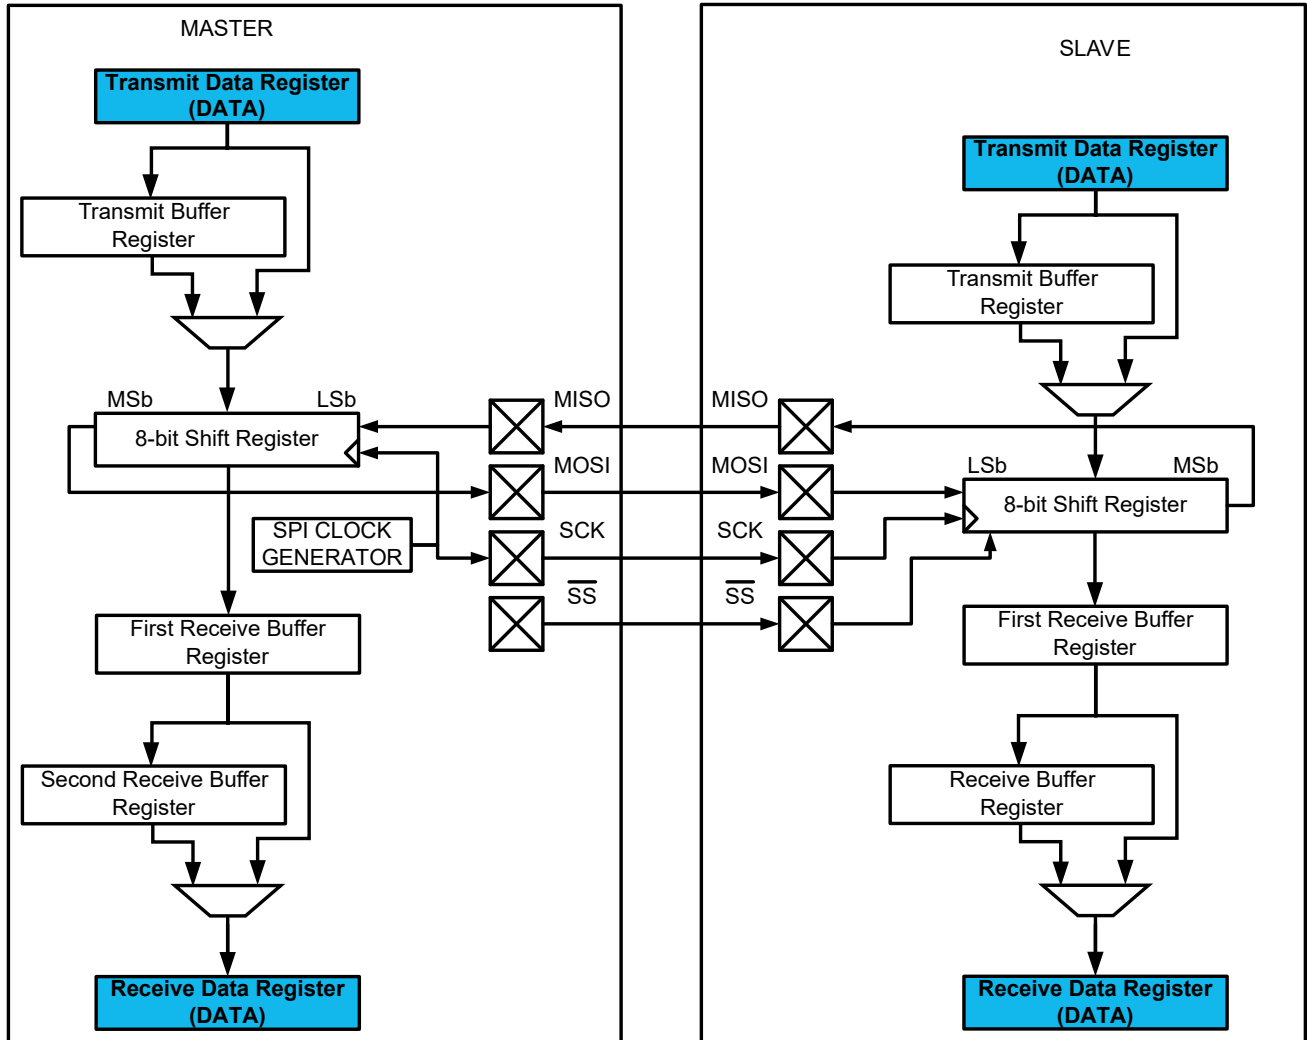 MASTER
Transmit Data Register
(DATA)
Transmit Buffer
Register
MSb
LSb
8-bit Shift Register
SPI CLOCK
GENERATOR
First Receive Buffer
Register
Second Receive Buffer
Register
Receive Data Register
(DATA)
MISO
MOSI
SCK
SS
MISO
MOSI
SCK
SS
SLAVE
Transmit Data Register
(DATA)
Transmit Buffer
Register
LSb
MSb
8-bit Shift Register
First Receive Buffer
Register
Receive Buffer
Register
Receive Data Register
(DATA)